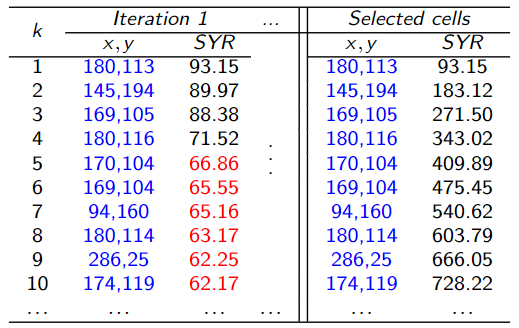 k Iteration 1 ... Selected cells
x,y SYR x,y SYR
1 180,113 93.15 180,113 93.15
2 145,194 89.97 145,194 183.12
3 169,105 88.38 169,105 271.50
4 180,116 71.52 180,116 343.02
5 170,104 66.86 ... 170,104 409.89
6 169,104 65.55 169,104 475.45
7 94,160 65.16 94,160 540.62
8 180,114 63.17 180,114 603.79
9 286,25 62.25 286,25 666.05
10 174,119 62.17 174,119 728.22
... ... ... ... ... ...